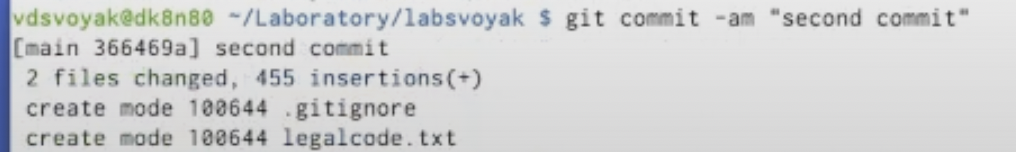 vdsvoyak@dk8n80 ~/Laboratory/labsvoyak $ git commit -am "second commit"
[main 366469a] second commit
 2 files changed, 455 insertions(+)
 create mode 100644 .gitignore
 create mode 100644 legalcode.txt